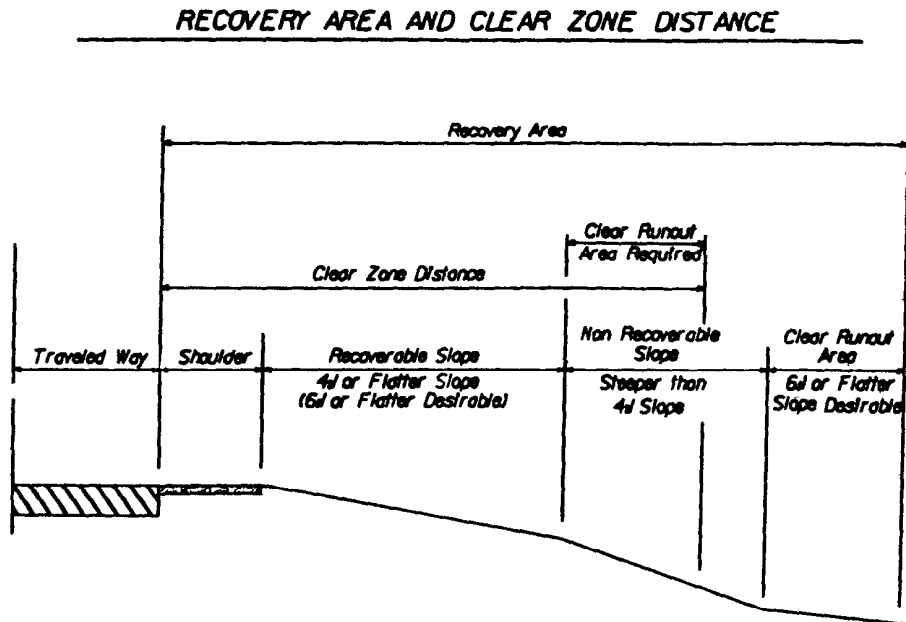 RECOVERY AREA AND CLEAR ZONE DISTANCE
Recovery Area
Clear Runout
Area Required
Clear Zone Distance
Traveled Way
Shoulder
Recoverable Slope
4:1 or Flatter Slope
(6:1 or Flatter Desirable)
Non Recoverable
Slope
Steeper than
4:1 Slope
Clear Runout
Area
6:1 or Flatter
Slope Desirable